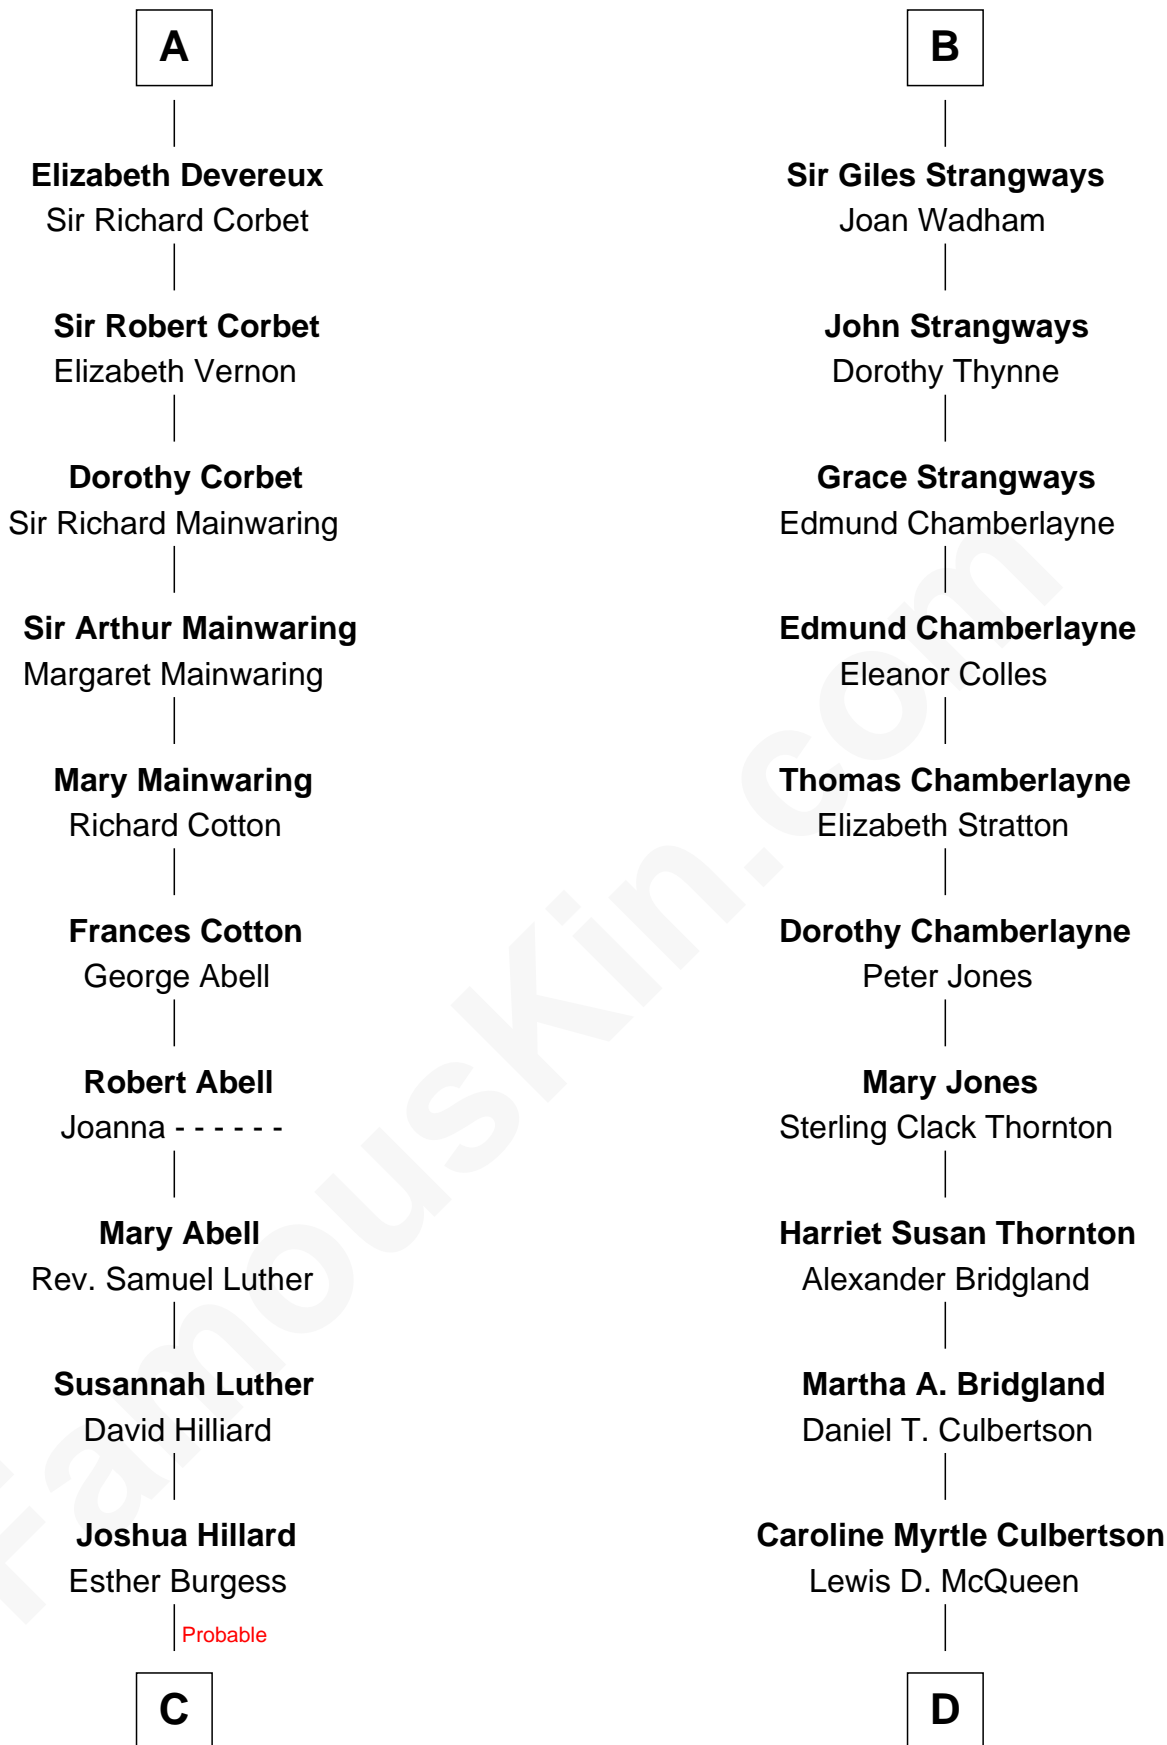 A
Elizabeth Devereux
Sir Richard Corbet
Sir Robert Corbet
Elizabeth Vernon
Dorothy Corbet
Sir Richard Mainwaring
Sir Arthur Mainwaring
Margaret Mainwaring
Mary Mainwaring
Richard Cotton
Frances Cotton
George Abell
Robert Abell
Joanna - - - - - -
Mary Abell
Rev. Samuel Luther
Susannah Luther
David Hilliard
Joshua Hillard
Esther Burgess
Probable
C
B
Sir Giles Strangways
Joan Wadham
John Strangways
Dorothy Thynne
Grace Strangways
Edmund Chamberlayne
Edmund Chamberlayne
Eleanor Colles
Thomas Chamberlayne
Elizabeth Stratton
Dorothy Chamberlayne
Peter Jones
Mary Jones
Sterling Clack Thornton
Harriet Susan Thornton
Alexander Bridgland
Martha A. Bridgland
Daniel T. Culbertson
Caroline Myrtle Culbertson
Lewis D. McQueen
D
FamousKin.com